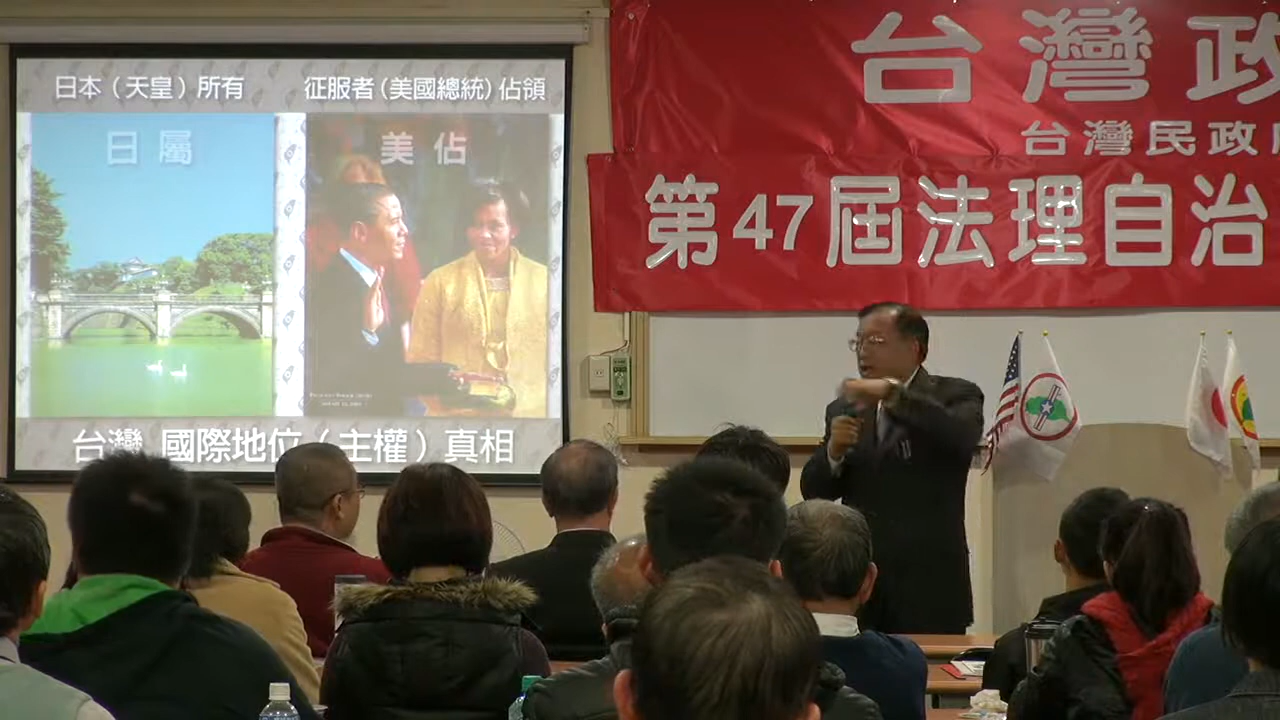 日本（天皇）所有
征服者（美國總統）佔領
日屬
美佔
台灣 國際地位（主權）真相
台灣政
台灣民政府
第47屆法理自治